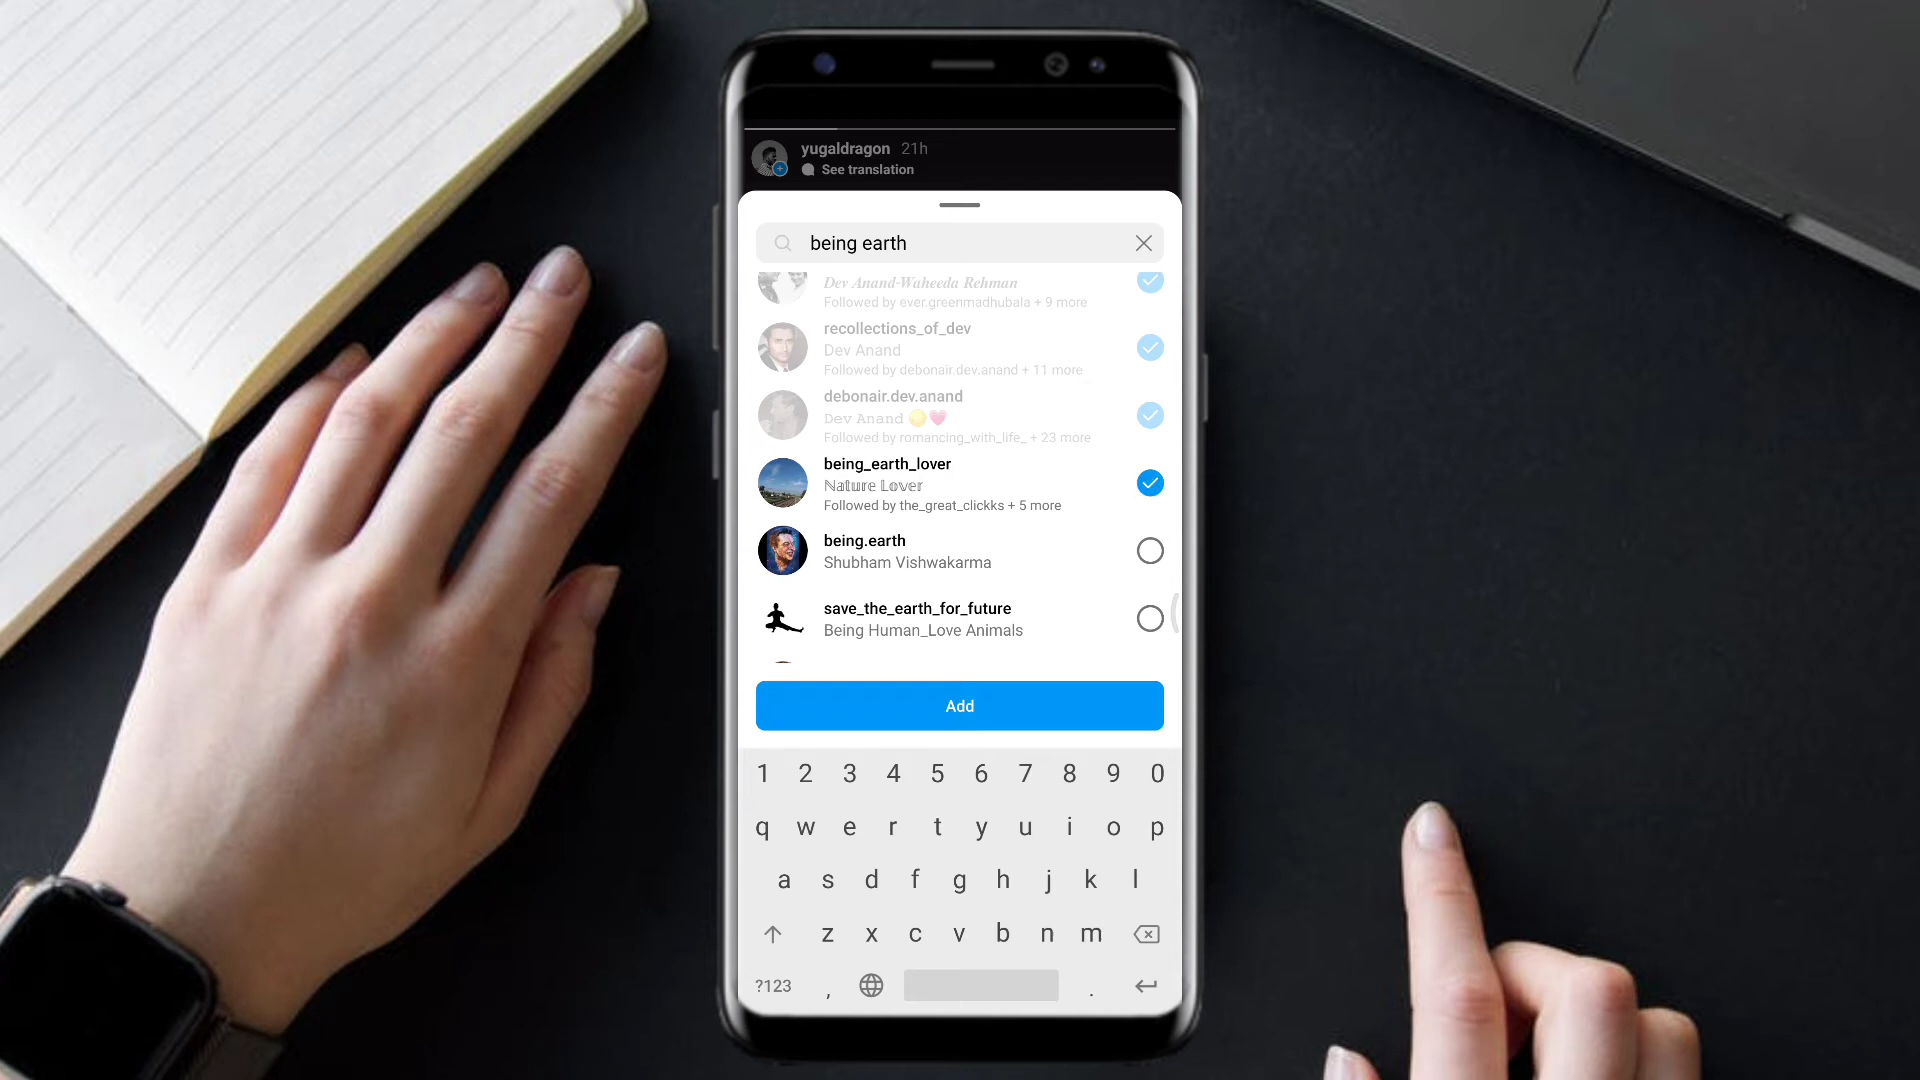 yugaldragon 21h
See translation
being earth
Dev Anand-Waheeda Rehman
Followed by ever.greenmadhubala + 9 more
recollections_of_dev
Dev Anand
Followed by debonair.dev.anand + 11 more
debonair.dev.anand
Dev Anand 🌝💗
Followed by romancing_with_life_ + 23 more
being_earth_lover
ℕ𝕒𝕥𝕦𝕣𝕖 𝕃𝕠𝕧𝕖𝕣
Followed by the_great_clickks + 5 more
being.earth
Shubham Vishwakarma
save_the_earth_for_future
Being Human_Love Animals
Add
1 2 3 4 5 6 7 8 9 0
q w e r t y u i o p
a s d f g h j k l
z x c v b n m
?123 , .